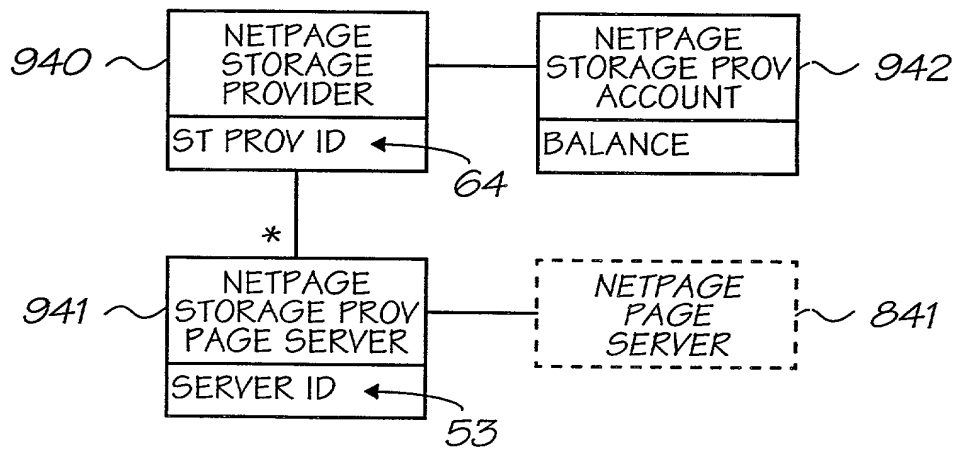 940
NETPAGE
STORAGE
PROVIDER
ST PROV ID
64
NETPAGE
STORAGE PROV
ACCOUNT
BALANCE
942
*
941
NETPAGE
STORAGE PROV
PAGE SERVER
SERVER ID
53
NETPAGE
PAGE
SERVER
841